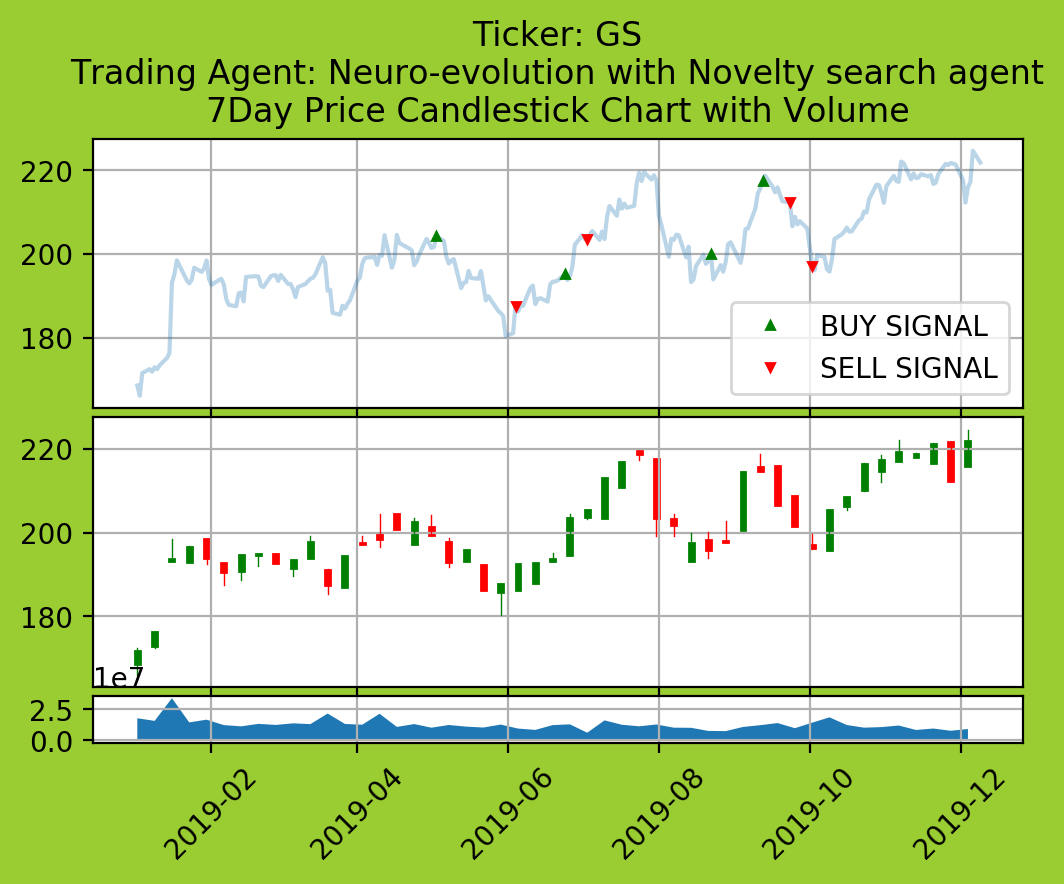 Ticker: GS
Trading Agent: Neuro-evolution with Novelty search agent
7Day Price Candlestick Chart with Volume
220
200
180
BUY SIGNAL
SELL SIGNAL
220
200
180
1e7
2.5
0.0
2019-02
2019-04
2019-06
2019-08
2019-10
2019-12